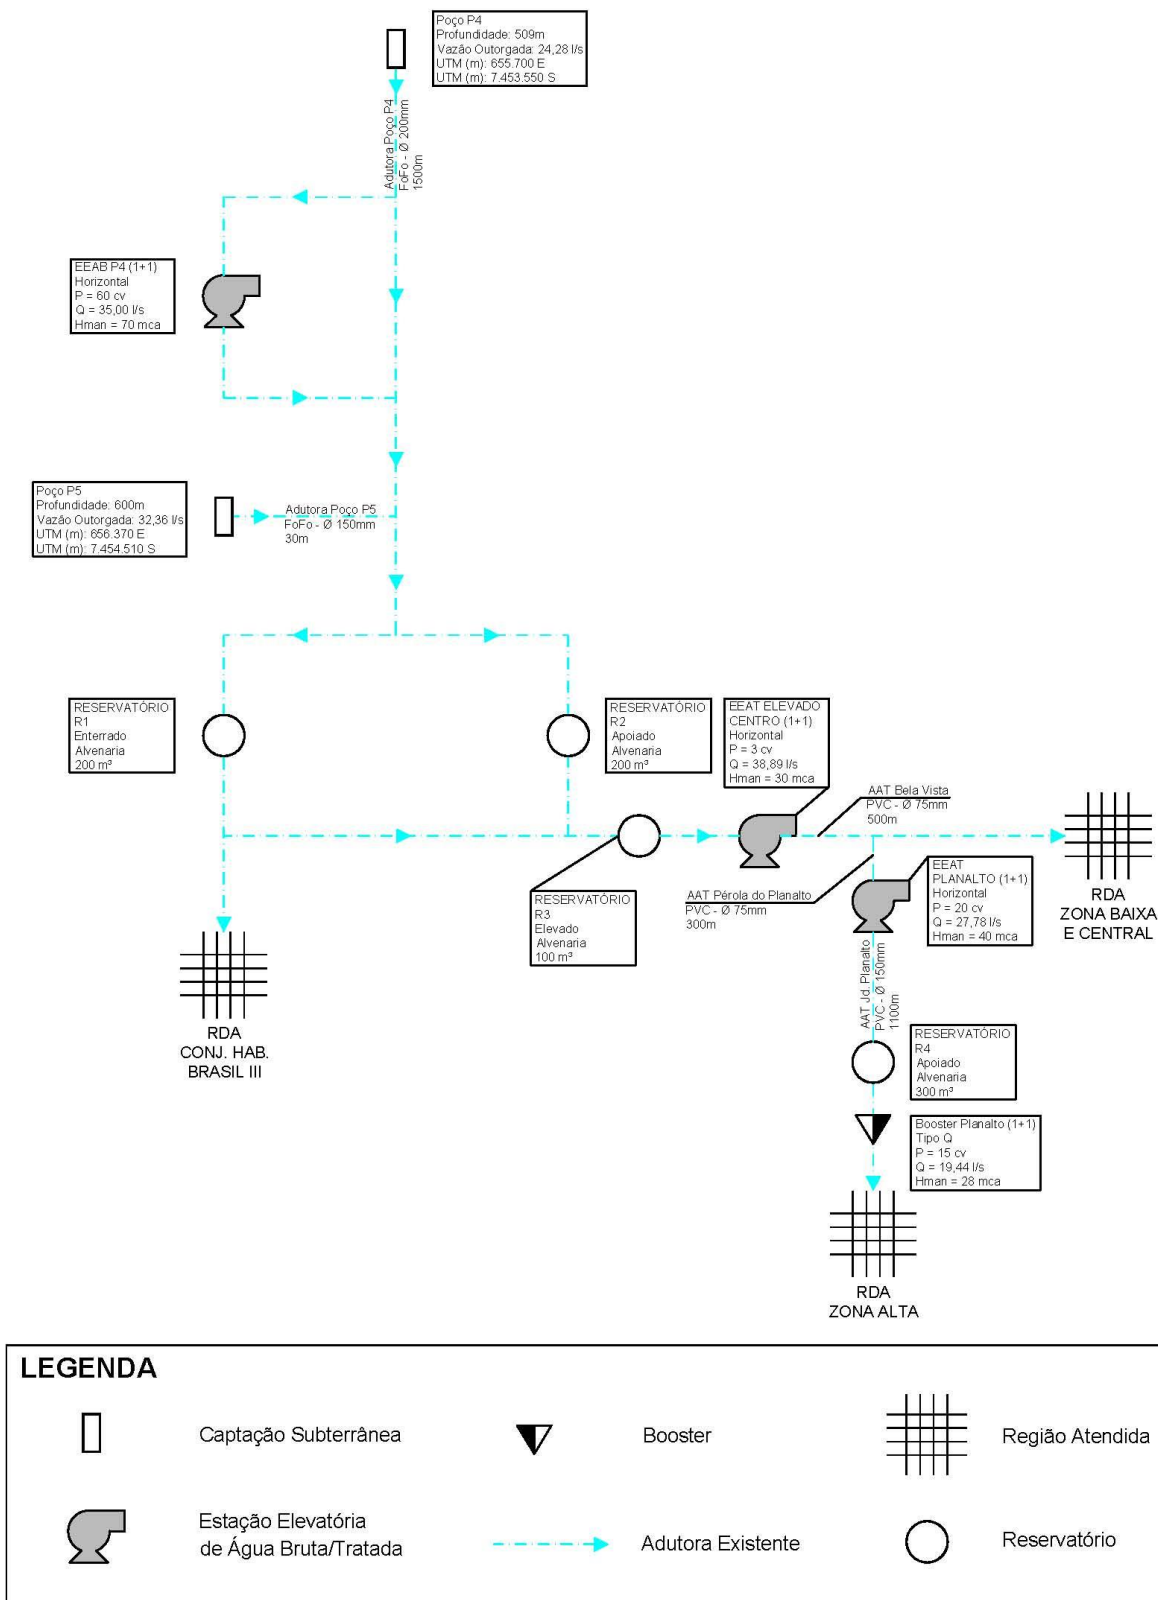 Poço P4
Profundidade: 509m
Vazão Outorgada: 24,28 l/s
UTM (m): 655.700 E
UTM (m): 7.453.550 S
Adutora Poço P4
FoFo - Ø 200mm
1500m
EEAB P4 (1+1)
Horizontal
P = 60 cv
Q = 35,00 l/s
Hman = 70 mca
Poço P5
Profundidade: 600m
Vazão Outorgada: 32,36 l/s
UTM (m): 656.370 E
UTM (m): 7.454.510 S
Adutora Poço P5
FoFo - Ø 150mm
30m
RESERVATÓRIO
R1
Enterrado
Alvenaria
200 m³
RESERVATÓRIO
R2
Apoiado
Alvenaria
200 m³
EEAT ELEVADO
CENTRO (1+1)
Horizontal
P = 3 cv
Q = 38,89 l/s
Hman = 30 mca
AAT Bela Vista
PVC - Ø 75mm
500m
RESERVATÓRIO
R3
Elevado
Alvenaria
100 m³
AAT Pérola do Planalto
PVC - Ø 75mm
300m
EEAT
PLANALTO (1+1)
Horizontal
P = 20 cv
Q = 27,78 l/s
Hman = 40 mca
RDA
ZONA BAIXA
E CENTRAL
RDA
CONJ. HAB.
BRASIL III
AAT Jd. Planalto
PVC - Ø 150mm
1100m
RESERVATÓRIO
R4
Apoiado
Alvenaria
300 m³
Booster Planalto (1+1)
Tipo Q
P = 15 cv
Q = 19,44 l/s
Hman = 28 mca
RDA
ZONA ALTA
LEGENDA
Captação Subterrânea
Booster
Região Atendida
Estação Elevatória
de Água Bruta/Tratada
Adutora Existente
Reservatório